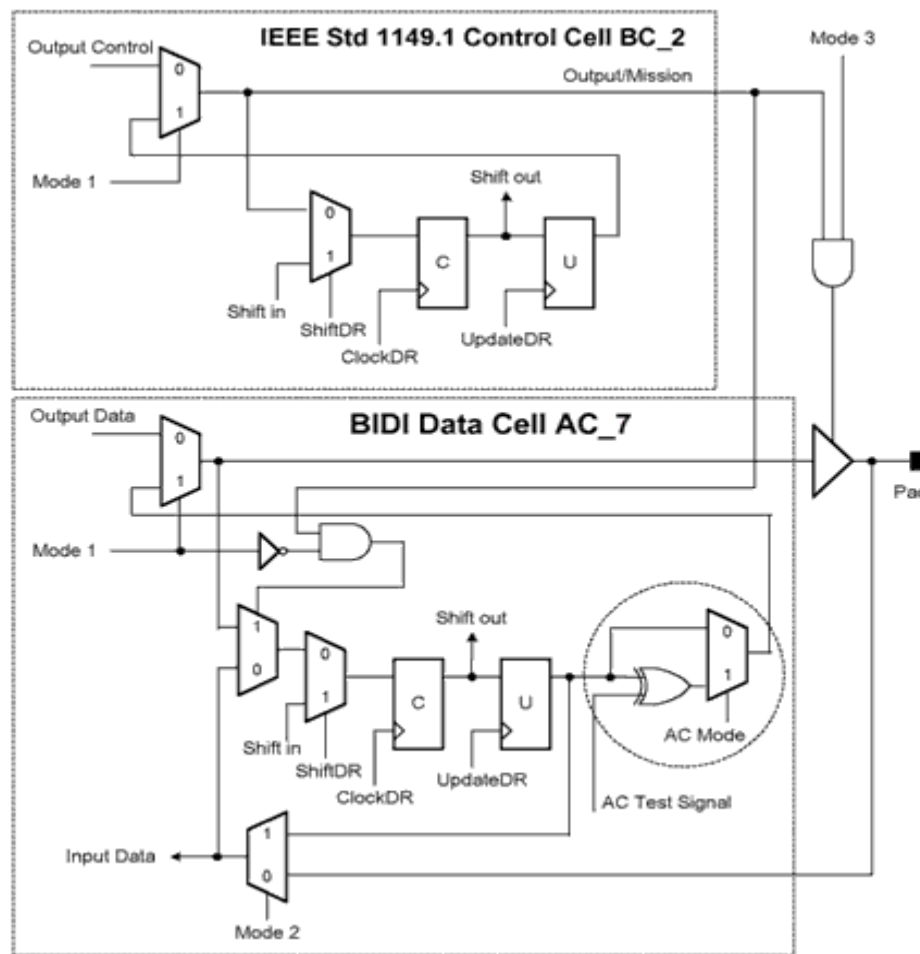 IEEE Std 1149.1 Control Cell BC_2
Output Control
Mode 3
0
Output/Mission
1
Mode 1
Shift out
0
1
C
U
Shift in
ShiftDR
UpdateDR
ClockDR
Output Data
BIDI Data Cell AC_7
0
1
Pad
Mode 1
Shift out
1
0
0
0
1
1
C
U
Shift in
AC Mode
ShiftDR
UpdateDR
ClockDR
AC Test Signal
1
Input Data
0
Mode 2